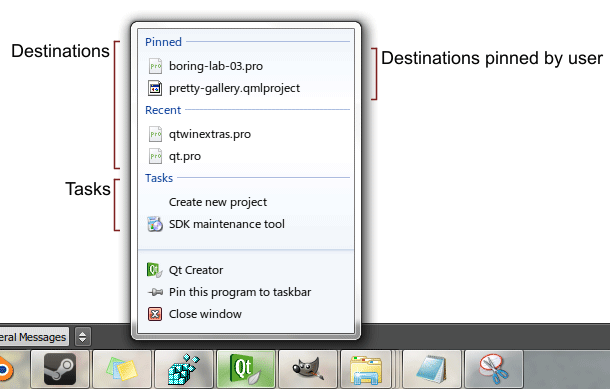 Destinations
Pinned
boring-lab-03.pro
pretty-gallery.qmlproject
Destinations pinned by user
Recent
qtwinextras.pro
qt.pro
Tasks
Tasks
Create new project
SDK maintenance tool
Qt Creator
Pin this program to taskbar
Close window
eral Messages
Qt